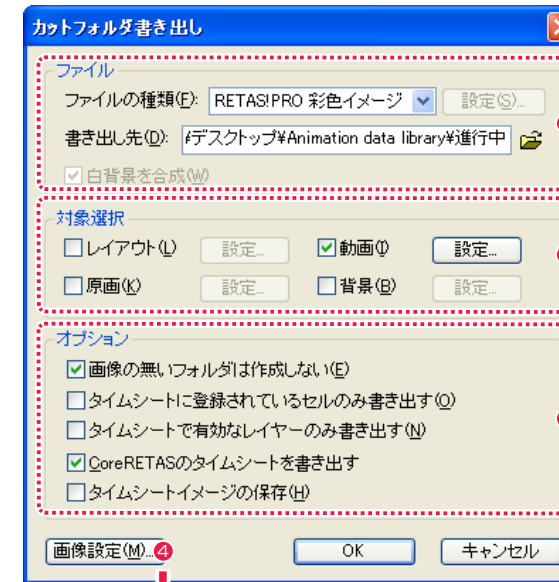 カットフォルダ書き出し
ファイル
ファイルの種類(F): RETAS!PRO 彩色イメージ 設定(S)...
書き出し先(D): デスクトップ¥Animation data library¥進行中
白背景を合成(W)
対象選択
レイアウト(L) 設定... 動画(I) 設定...
原画(K) 設定... 背景(B) 設定...
オプション
画像の無いフォルダは作成しない(E)
タイムシートに登録されているセルのみ書き出す(O)
タイムシートで有効なレイヤーのみ書き出す(N)
CoreRETASのタイムシートを書き出す
タイムシートイメージの保存(H)
画像設定(M)... 4 OK キャンセル